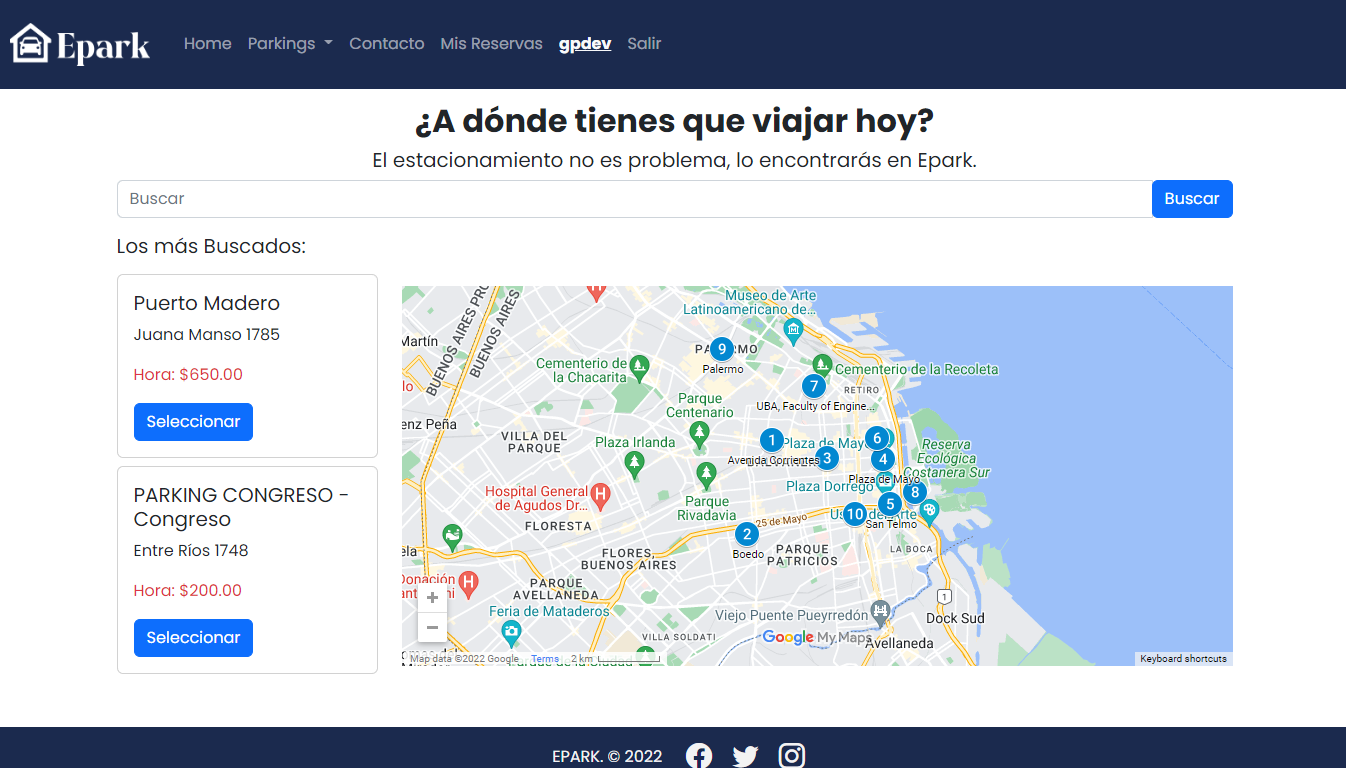 Epark
Home Parkings Contacto Mis Reservas gpdev Salir
¿A dónde tienes que viajar hoy?
El estacionamiento no es problema, lo encontrarás en Epark.
Buscar
Buscar
Los más Buscados:
Puerto Madero
Juana Manso 1785
Hora: $650.00
Seleccionar
PARKING CONGRESO -
Congreso
Entre Ríos 1748
Hora: $200.00
Seleccionar
Museo de Arte
Latinoamericano de...
BUENOS AIRES PRO
BUENOS AIRES
Martín
9
Palermo
Cementerio de
la Chacarita
Cementerio de la Recoleta
7
RETIRO
UBA, Faculty of Engine...
Parque
Centenario
enz Peña
VILLA DEL
PARQUE
Plaza Irlanda
1
Plaza de Mayo
6
Reserva
Ecológica
Costanera Sur
Avenida Corrientes
3
4
Plaza de Mayo
Plaza Dorrego
Hospital General
de Agudos Dr...
8
Parque
Rivadavia
5
10
25 de Mayo
San Telmo
FLORESTA
2
Boedo
PARQUE
PATRICIOS
LA BOCA
ela
FLORES,
BUENOS AIRES
Donación
PARQUE
AVELLANEDA
1
Feria de Mataderos
Viejo Puente Pueyrredón
Dock Sud
VILLA SOLDATI
Google My Maps
Avellaneda
+
−
Map data ©2022 Google Terms 2 km
Keyboard shortcuts
EPARK. © 2022